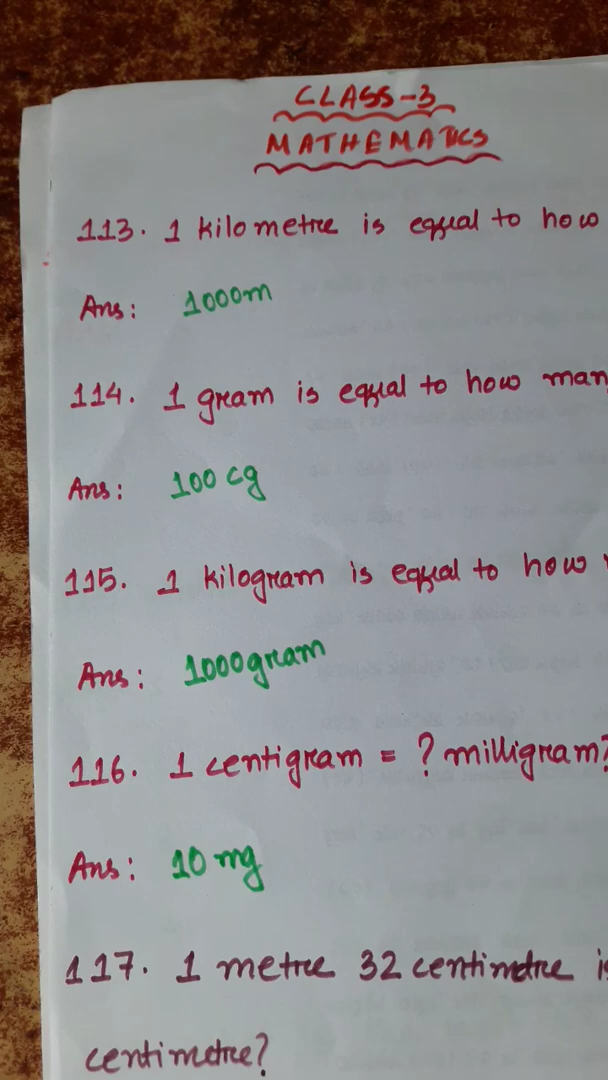 CLASS-3
MATHEMATICS
113. 1 kilometre is equal to how
Ans: 1000m
114. 1 gram is equal to how man
Ans: 100 cg
115. 1 kilogram is equal to how
Ans: 1000gram
116. 1 centigram = ? milligram?
Ans: 10 mg
117. 1 metre 32 centimetre is
centimetre?